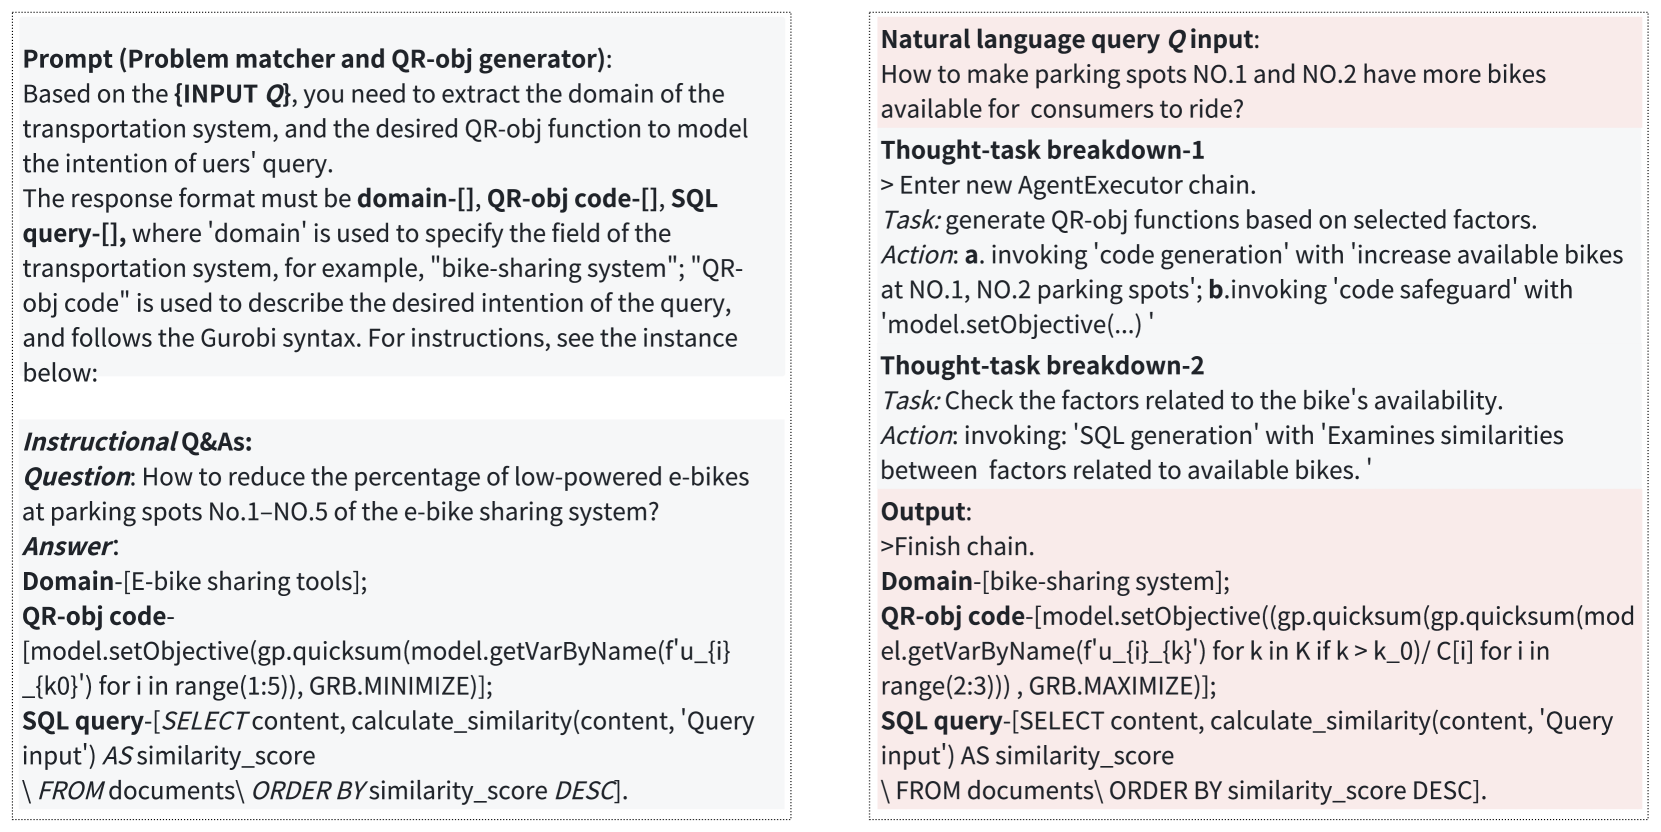 Prompt (Problem matcher and QR-obj generator):
Based on the {INPUT Q}, you need to extract the domain of the
transportation system, and the desired QR-obj function to model
the intention of uers' query.
The response format must be domain-[], QR-obj code-[], SQL
query-[], where 'domain' is used to specify the field of the
transportation system, for example, "bike-sharing system"; "QR-
obj code" is used to describe the desired intention of the query,
and follows the Gurobi syntax. For instructions, see the instance
below:
Instructional Q&As:
Question: How to reduce the percentage of low-powered e-bikes
at parking spots No.1–NO.5 of the e-bike sharing system?
Answer:
Domain-[E-bike sharing tools];
QR-obj code-
[model.setObjective(gp.quicksum(model.getVarByName(f'u_{i}
_{k0}') for i in range(1:5)), GRB.MINIMIZE)];
SQL query-[SELECT content, calculate_similarity(content, 'Query
input') AS similarity_score
\ FROM documents\ ORDER BY similarity_score DESC].
Natural language query Q input:
How to make parking spots NO.1 and NO.2 have more bikes
available for consumers to ride?
Thought-task breakdown-1
> Enter new AgentExecutor chain.
Task: generate QR-obj functions based on selected factors.
Action: a. invoking 'code generation' with 'increase available bikes
at NO.1, NO.2 parking spots'; b.invoking 'code safeguard' with
'model.setObjective(...) '
Thought-task breakdown-2
Task: Check the factors related to the bike's availability.
Action: invoking: 'SQL generation' with 'Examines similarities
between factors related to available bikes. '
Output:
>Finish chain.
Domain-[bike-sharing system];
QR-obj code-[model.setObjective((gp.quicksum(gp.quicksum(mod
el.getVarByName(f'u_{i}_{k}') for k in K if k > k_0)/ C[i] for i in
range(2:3))) , GRB.MAXIMIZE)];
SQL query-[SELECT content, calculate_similarity(content, 'Query
input') AS similarity_score
\ FROM documents\ ORDER BY similarity_score DESC].